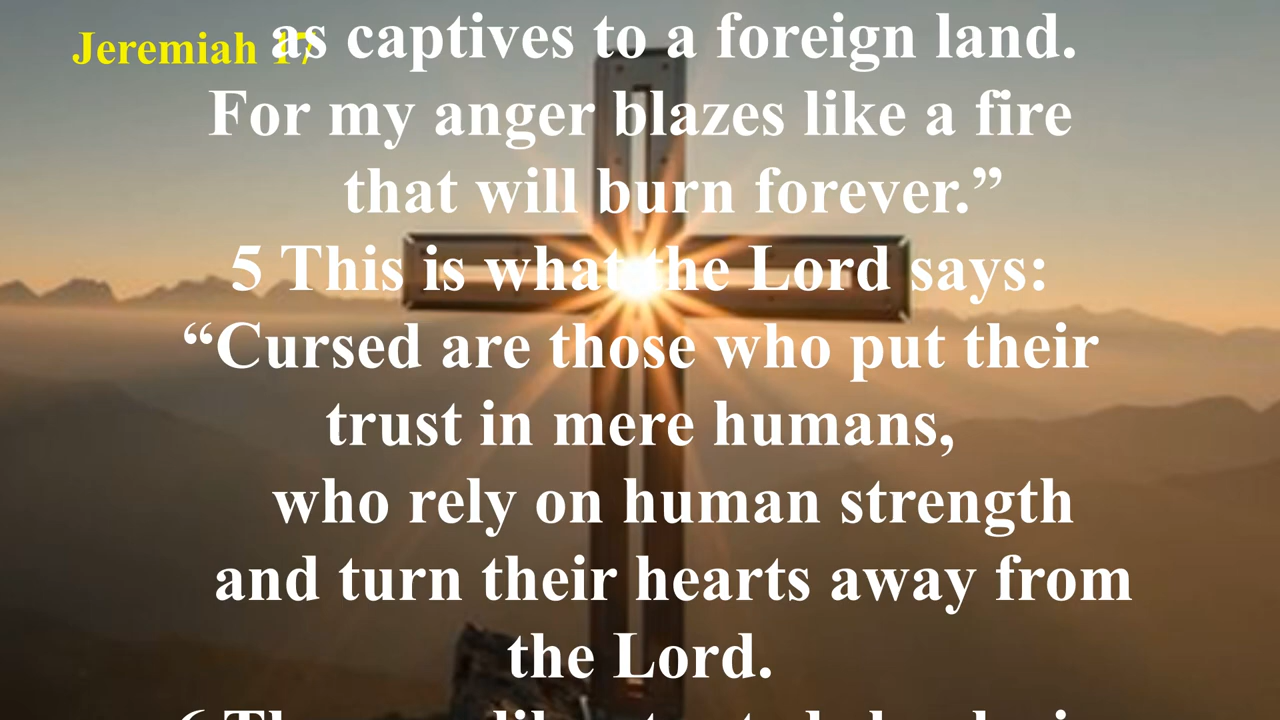 Jeremiah 17
as captives to a foreign land.
For my anger blazes like a fire
that will burn forever.”
5 This is what the Lord says:
“Cursed are those who put their
trust in mere humans,
who rely on human strength
and turn their hearts away from
the Lord.